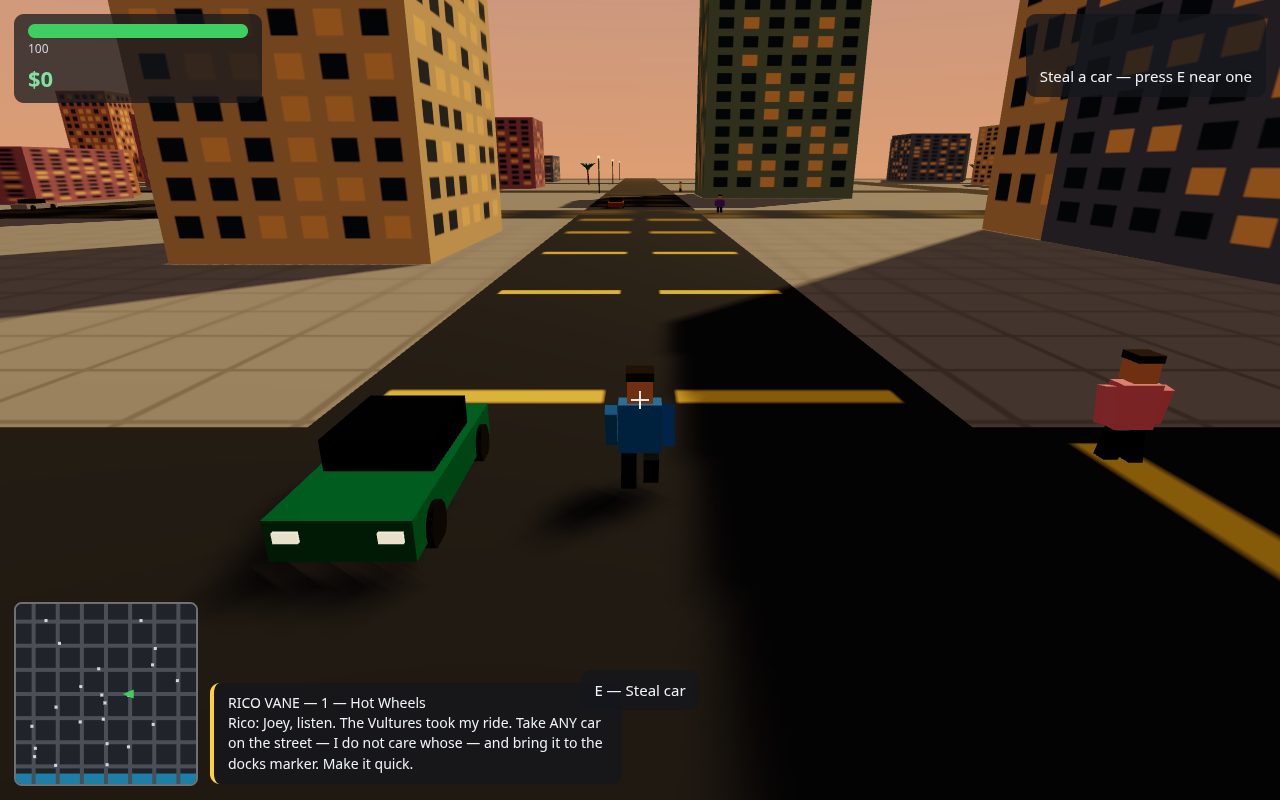 100
$0
Steal a car — press E near one
E — Steal car
RICO VANE — 1 — Hot Wheels
Rico: Joey, listen. The Vultures took my ride. Take ANY car
on the street — I do not care whose — and bring it to the
docks marker. Make it quick.